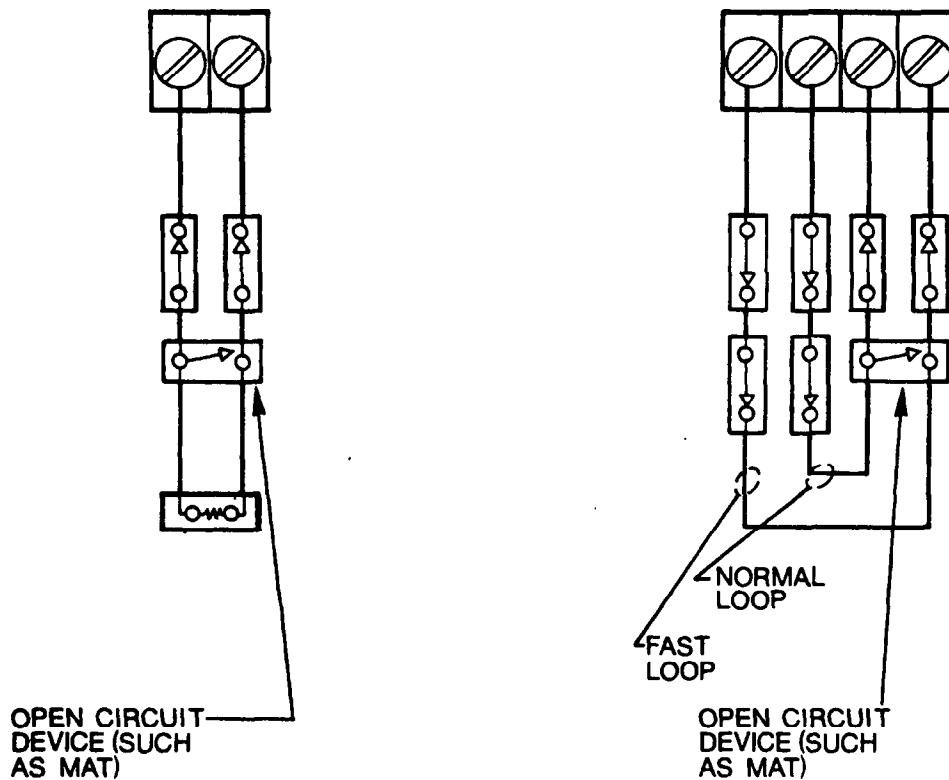 NORMAL
LOOP
FAST
LOOP
OPEN CIRCUIT
DEVICE (SUCH
AS MAT)
OPEN CIRCUIT
DEVICE (SUCH
AS MAT)